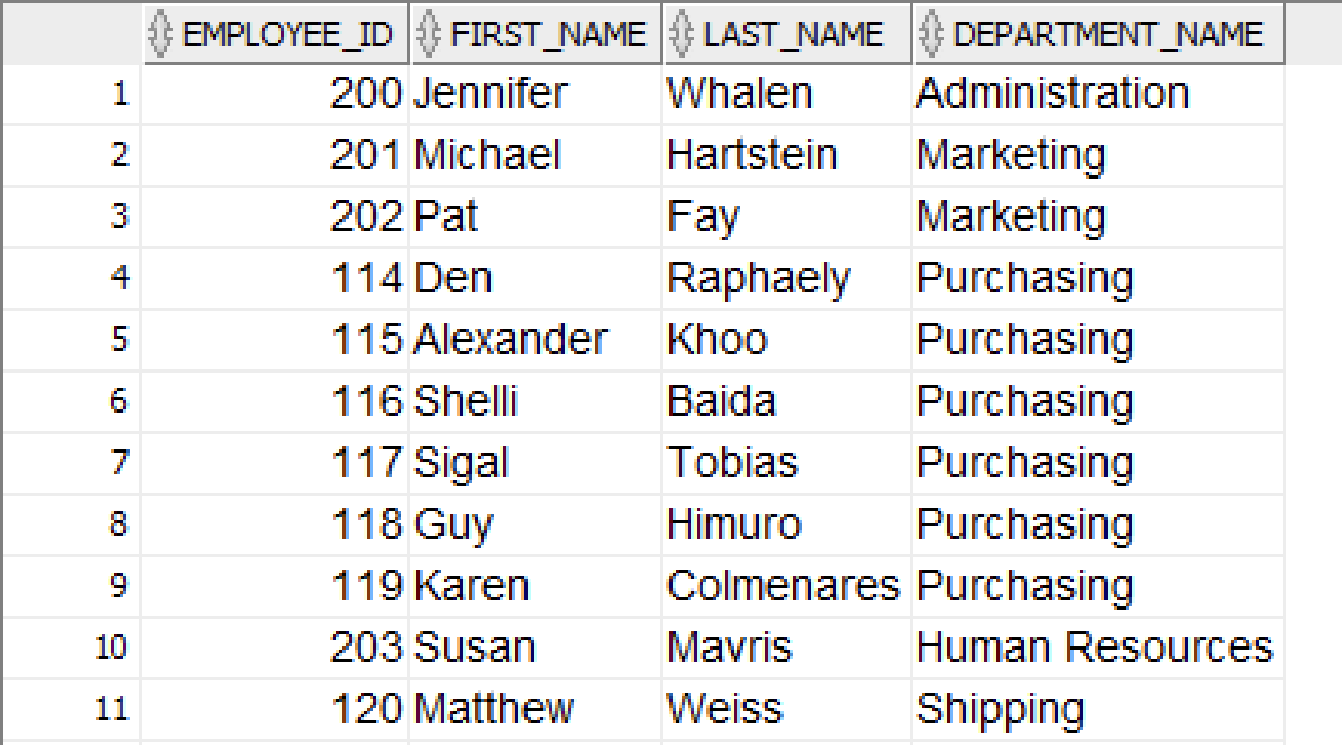 EMPLOYEE_ID FIRST_NAME LAST_NAME DEPARTMENT_NAME
1 200 Jennifer Whalen Administration
2 201 Michael Hartstein Marketing
3 202 Pat Fay Marketing
4 114 Den Raphaely Purchasing
5 115 Alexander Khoo Purchasing
6 116 Shelli Baida Purchasing
7 117 Sigal Tobias Purchasing
8 118 Guy Himuro Purchasing
9 119 Karen Colmenares Purchasing
10 203 Susan Mavris Human Resources
11 120 Matthew Weiss Shipping